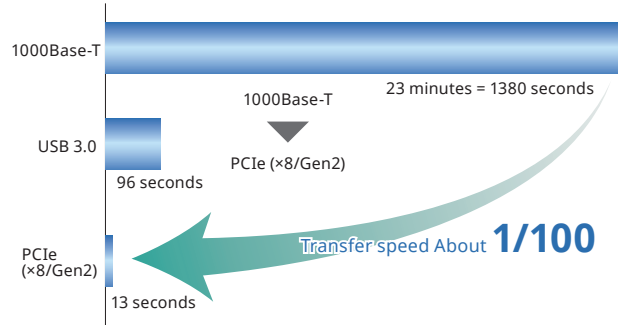 1000Base-T
23 minutes = 1380 seconds
1000Base-T
USB 3.0
PCIe (×8/Gen2)
96 seconds
Transfer speed About 1/100
PCIe
(×8/Gen2)
13 seconds